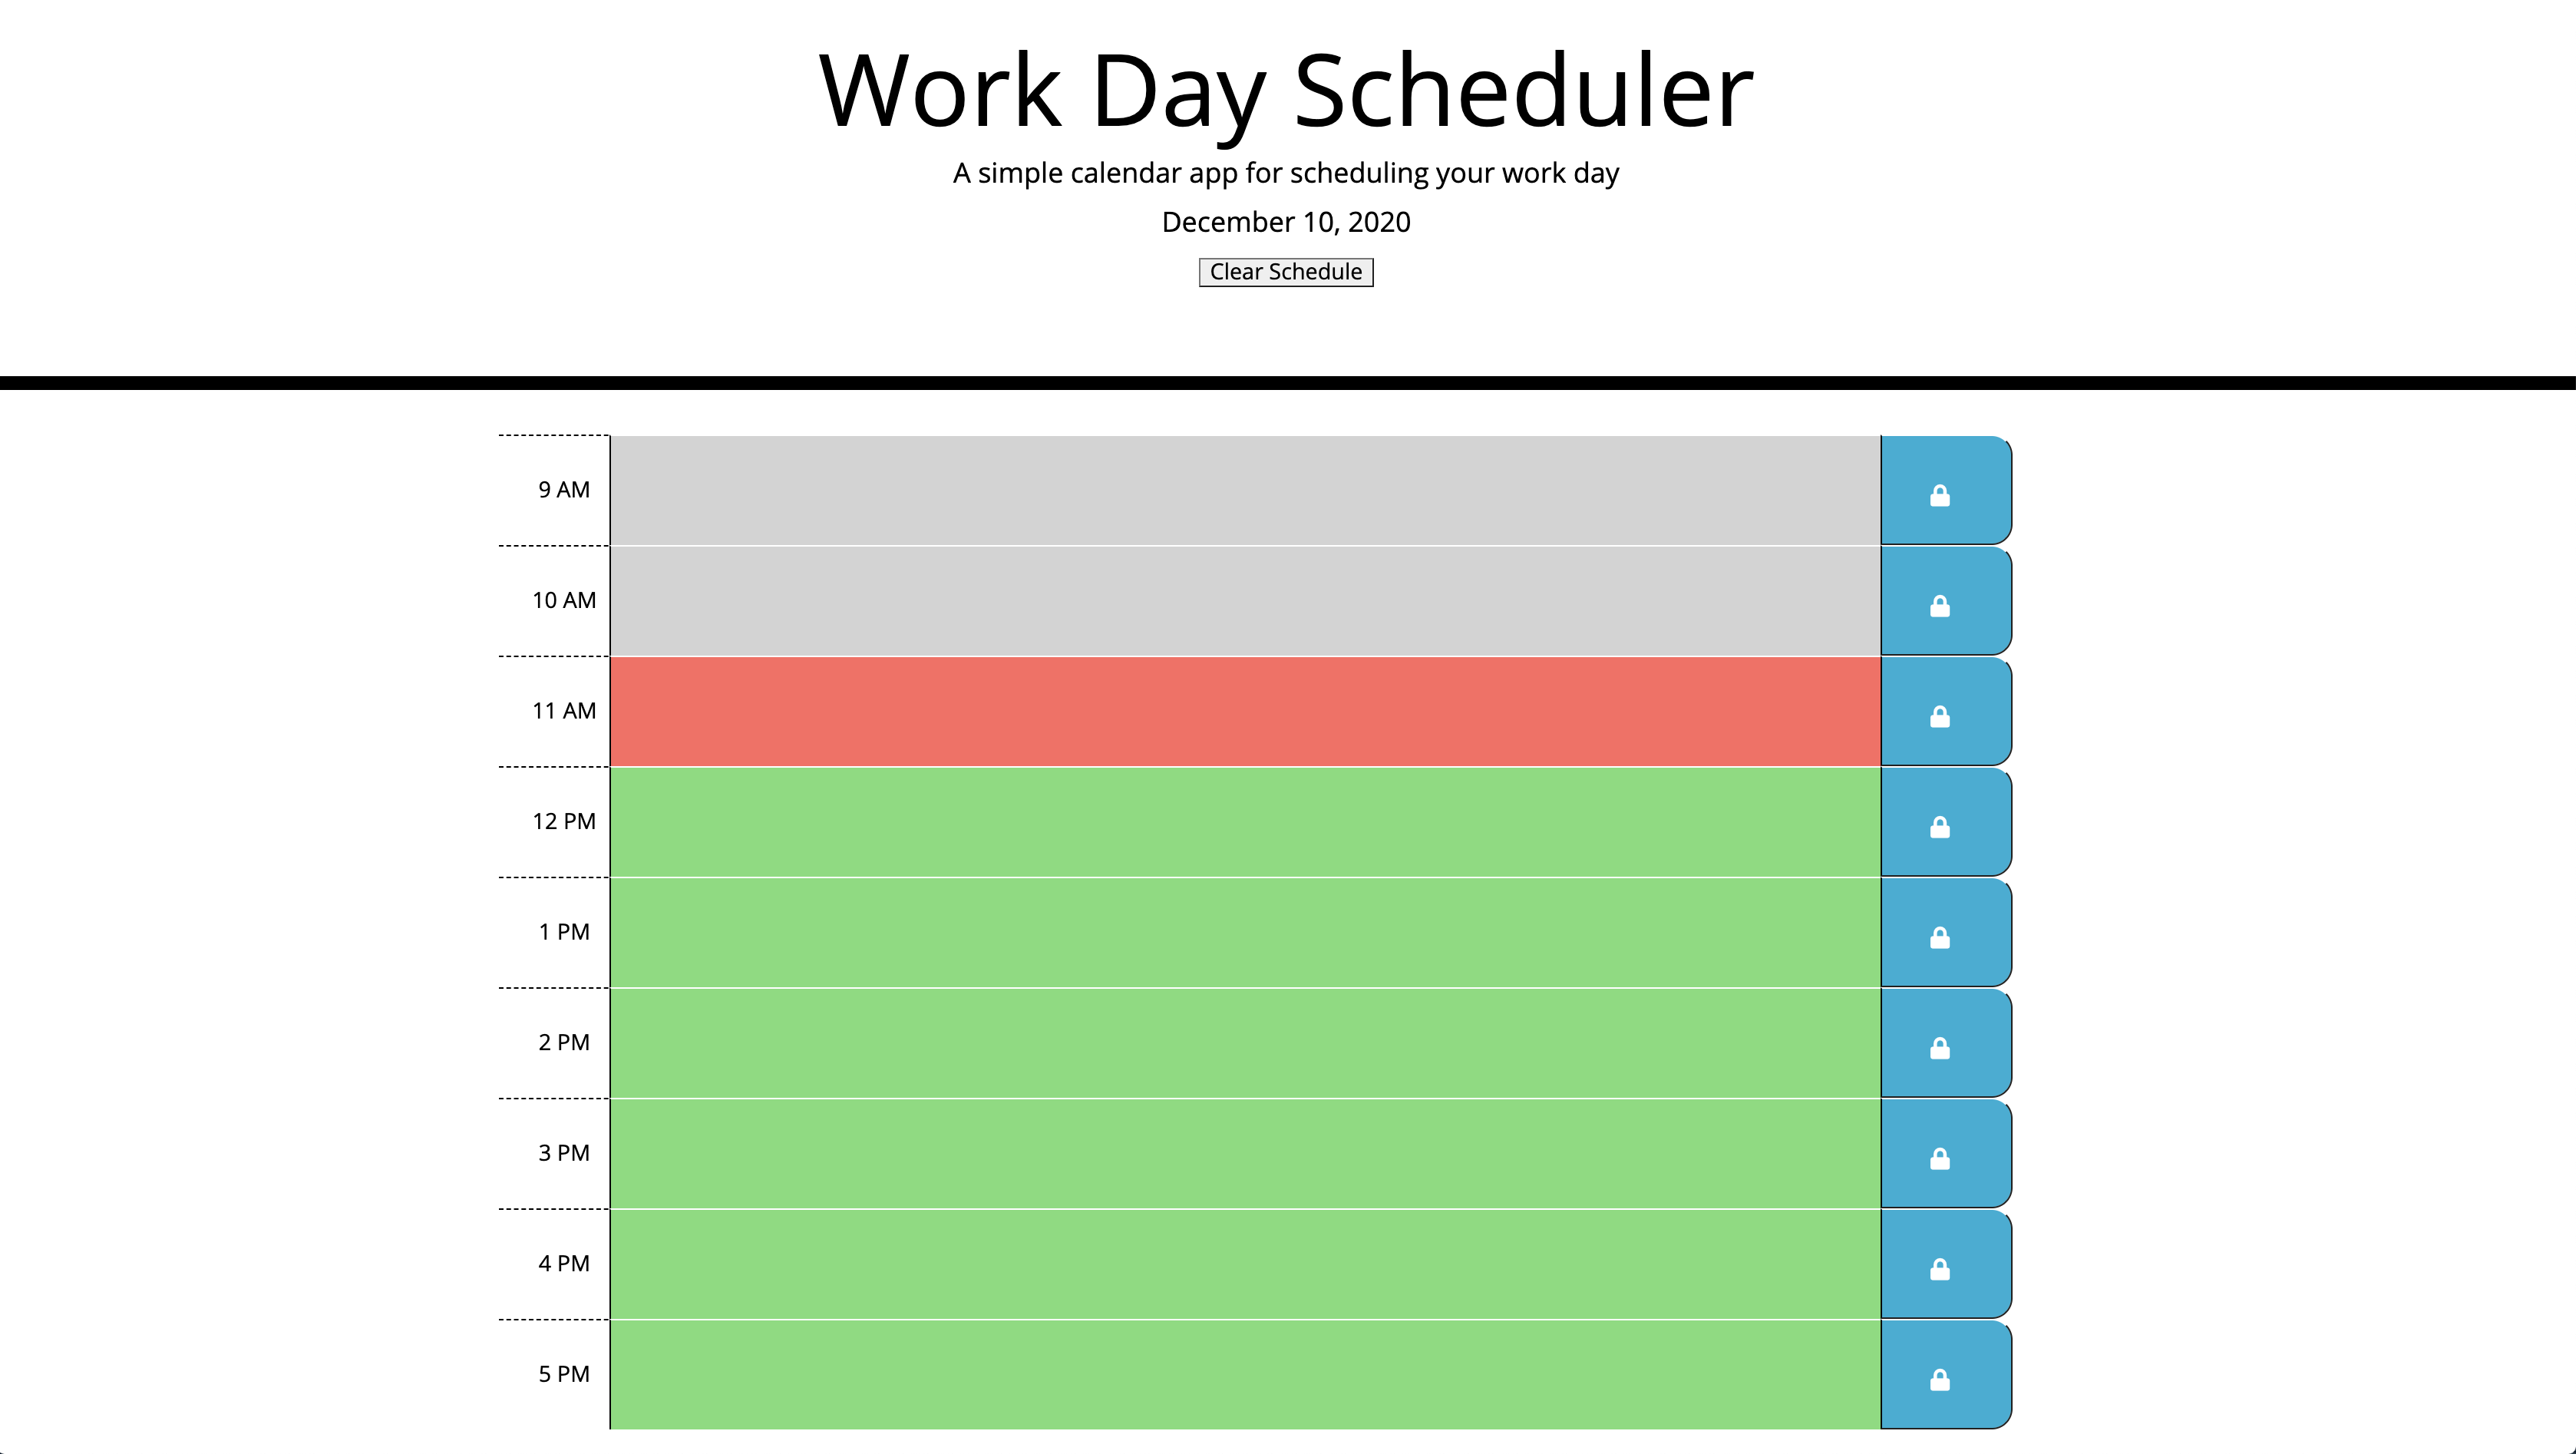 Work Day Scheduler
A simple calendar app for scheduling your work day
December 10, 2020
Clear Schedule
9 AM
10 AM
11 AM
12 PM
1 PM
2 PM
3 PM
4 PM
5 PM